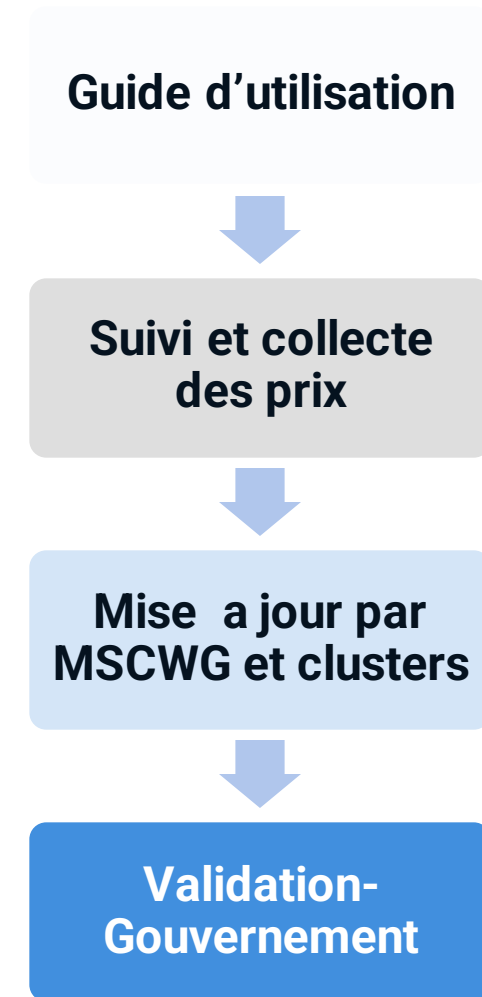 Guide d’utilisation
Suivi et collecte
des prix
Mise  a jour par
MSCWG et clusters
Validation-
Gouvernement